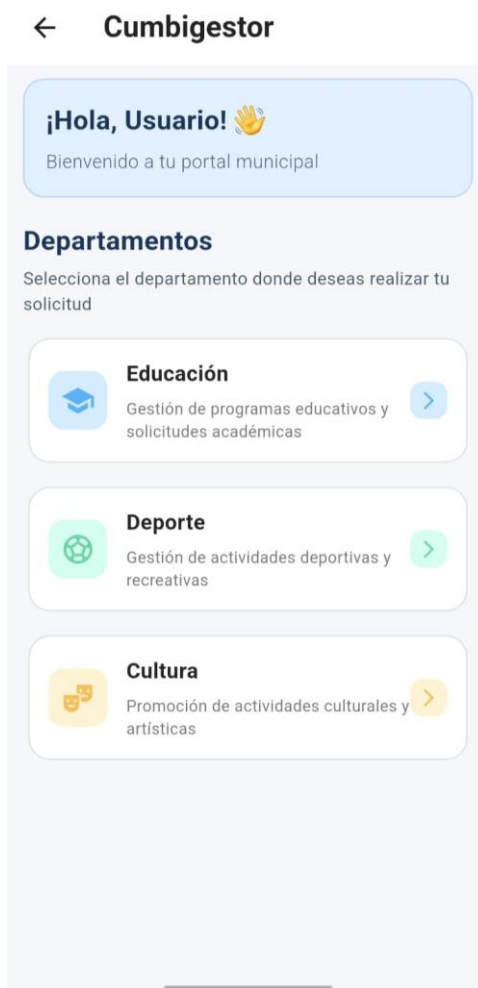 Cumbigestor
¡Hola, Usuario! 👋
Bienvenido a tu portal municipal
Departamentos
Selecciona el departamento donde deseas realizar tu
solicitud
Educación
Gestión de programas educativos y
solicitudes académicas
Deporte
Gestión de actividades deportivas y
recreativas
Cultura
Promoción de actividades culturales y
artísticas